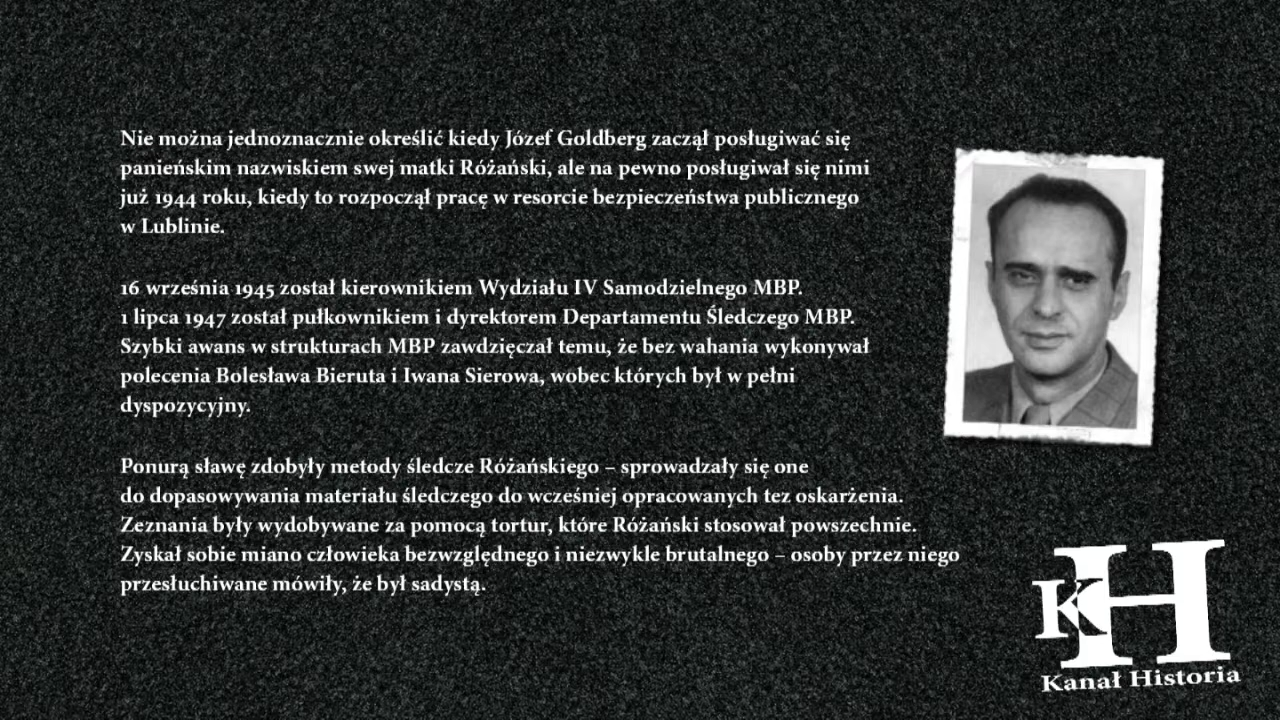 Nie można jednoznacznie określić kiedy Józef Goldberg zaczął posługiwać się
panieńskim nazwiskiem swej matki Różański, ale na pewno posługiwał się nimi
już 1944 roku, kiedy to rozpoczął pracę w resorcie bezpieczeństwa publicznego
w Lublinie.
16 września 1945 został kierownikiem Wydziału IV Samodzielnego MBP.
1 lipca 1947 został pułkownikiem i dyrektorem Departamentu Śledczego MBP.
Szybki awans w strukturach MBP zawdzięczał temu, że bez wahania wykonywał
polecenia Bolesława Bieruta i Iwana Sierowa, wobec których był w pełni
dyspozycyjny.
Ponurą sławę zdobyły metody śledcze Różańskiego – sprowadzały się one
do dopasowywania materiału śledczego do wcześniej opracowanych tez oskarżenia.
Zeznania były wydobywane za pomocą tortur, które Różański stosował powszechnie.
Zyskał sobie miano człowieka bezwzględnego i niezwykle brutalnego – osoby przez niego
przesłuchiwane mówiły, że był sadystą.
KH
Kanał Historia